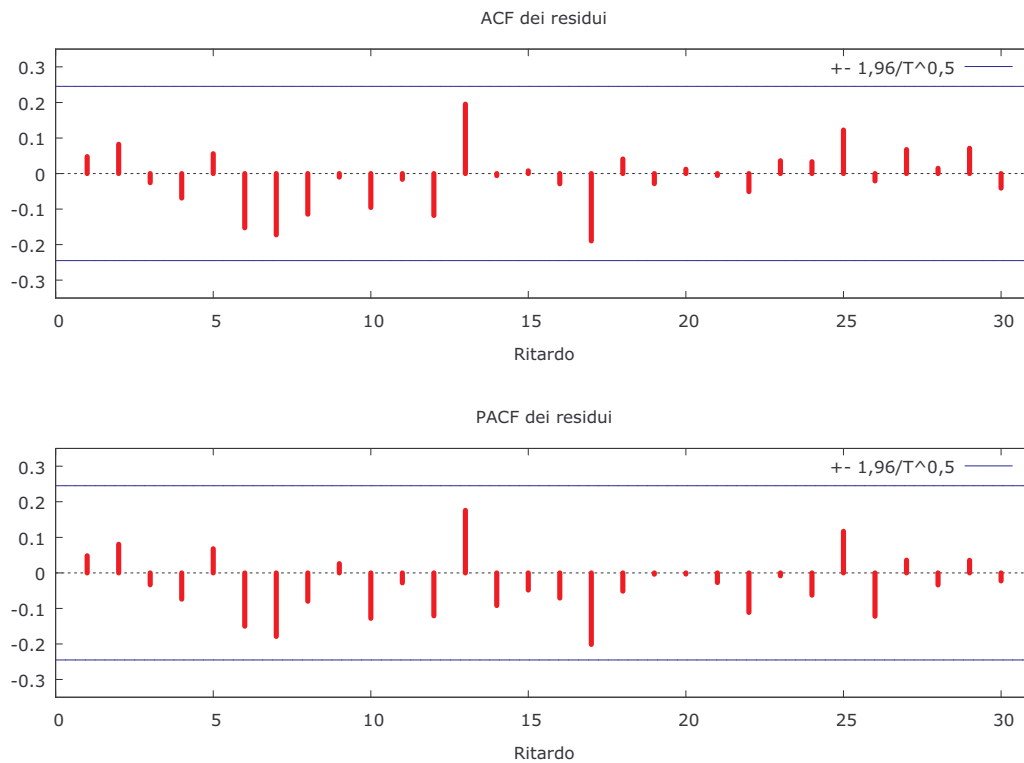 ACF dei residui
+- 1,96/T^0,5
0.3
0.2
0.1
0
-0.1
-0.2
-0.3
0 5 10 15 20 25 30
Ritardo
PACF dei residui
+- 1,96/T^0,5
0.3
0.2
0.1
0
-0.1
-0.2
-0.3
0 5 10 15 20 25 30
Ritardo